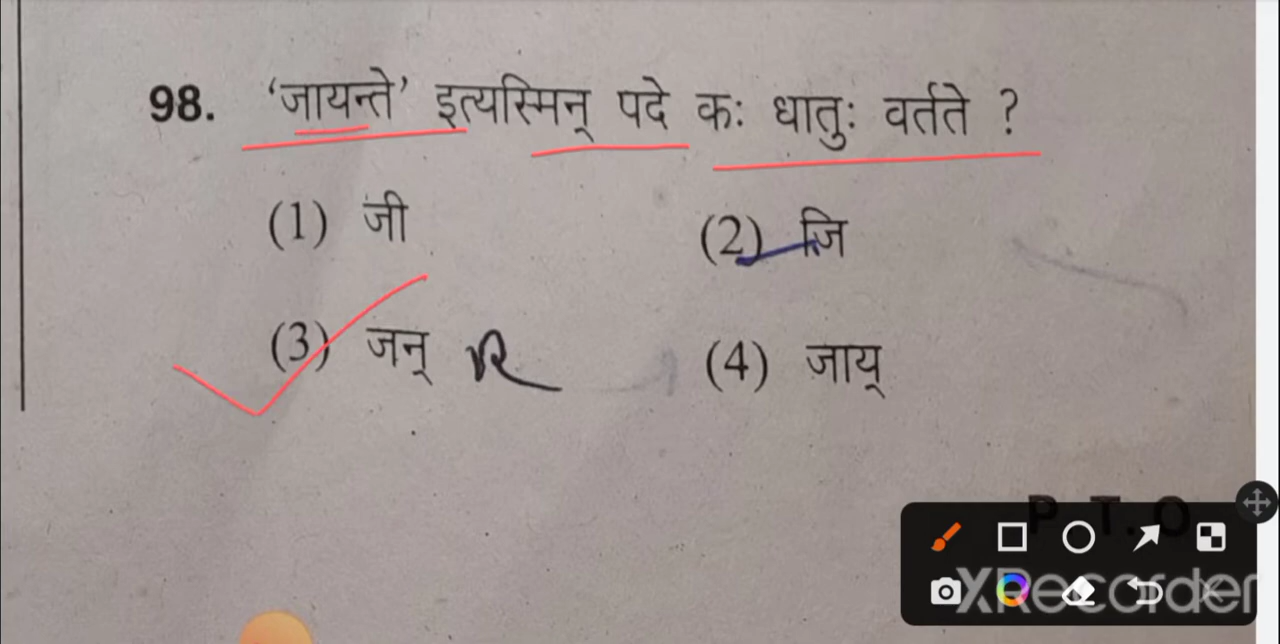 98. 'जायन्ते' इत्यस्मिन् पदे कः धातुः वर्तते ?
(1) जी (2) जि
(3) जन् R (4) जाय्
P. T. O.
XRecorder